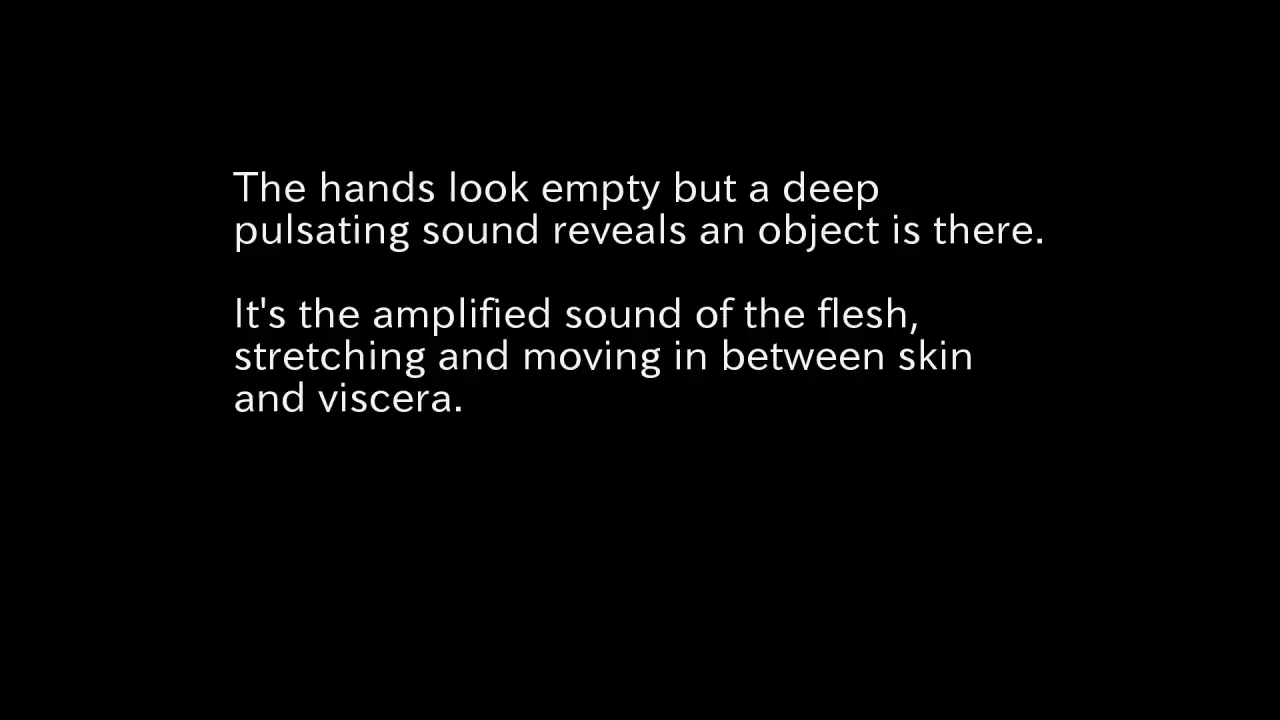 The hands look empty but a deep
pulsating sound reveals an object is there.
It's the amplified sound of the flesh,
stretching and moving in between skin
and viscera.